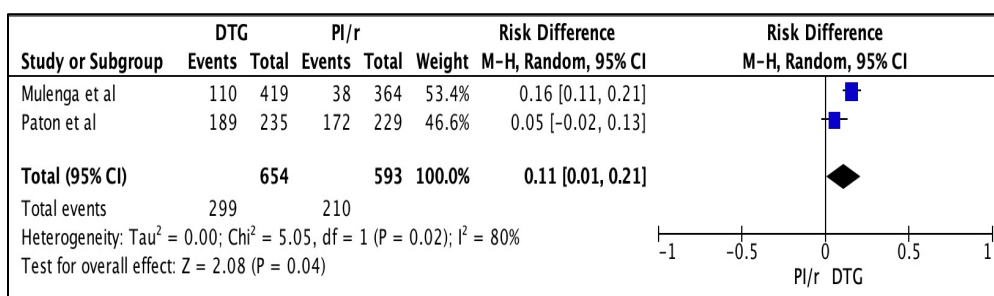 DTG PI/r Risk Difference Risk Difference
Study or Subgroup Events Total Events Total Weight M-H, Random, 95% CI M-H, Random, 95% CI
Mulenga et al 110 419 38 364 53.4% 0.16 [0.11, 0.21]
Paton et al 189 235 172 229 46.6% 0.05 [-0.02, 0.13]
Total (95% CI) 654 593 100.0% 0.11 [0.01, 0.21]
Total events 299 210
Heterogeneity: Tau² = 0.00; Chi² = 5.05, df = 1 (P = 0.02); I² = 80%
Test for overall effect: Z = 2.08 (P = 0.04)
-1 -0.5 0 0.5 1
PI/r DTG